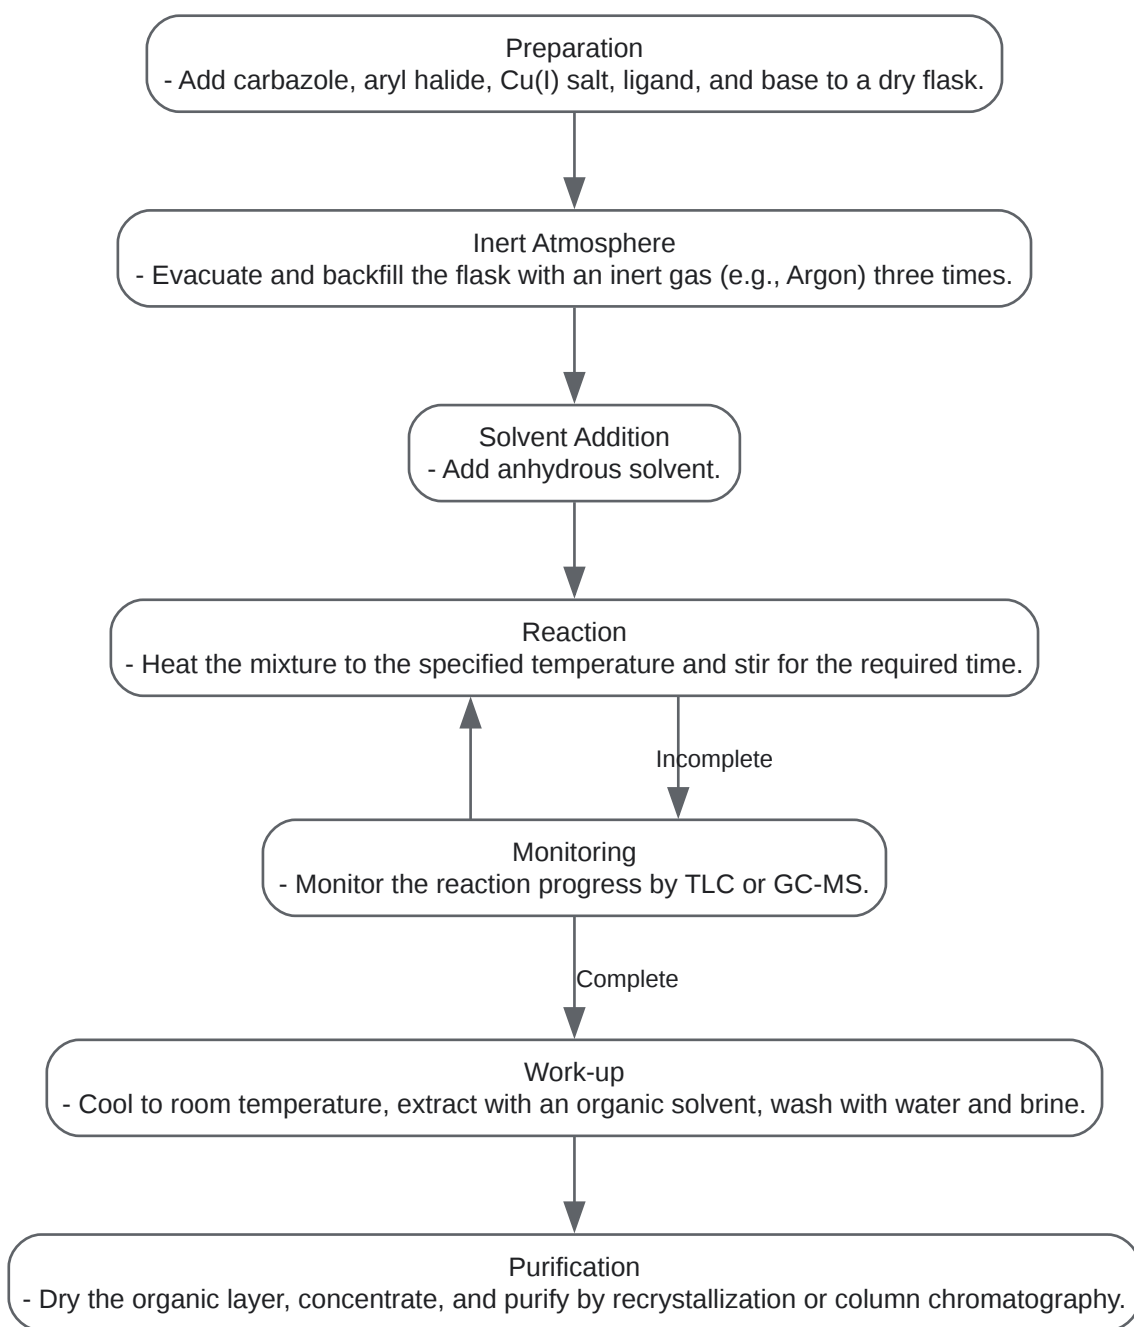 Preparation
- Add carbazole, aryl halide, Cu(I) salt, ligand, and base to a dry flask.
Inert Atmosphere
- Evacuate and backfill the flask with an inert gas (e.g., Argon) three times.
Solvent Addition
- Add anhydrous solvent.
Reaction
- Heat the mixture to the specified temperature and stir for the required time.
Incomplete
Monitoring
- Monitor the reaction progress by TLC or GC-MS.
Complete
Work-up
- Cool to room temperature, extract with an organic solvent, wash with water and brine.
Purification
- Dry the organic layer, concentrate, and purify by recrystallization or column chromatography.